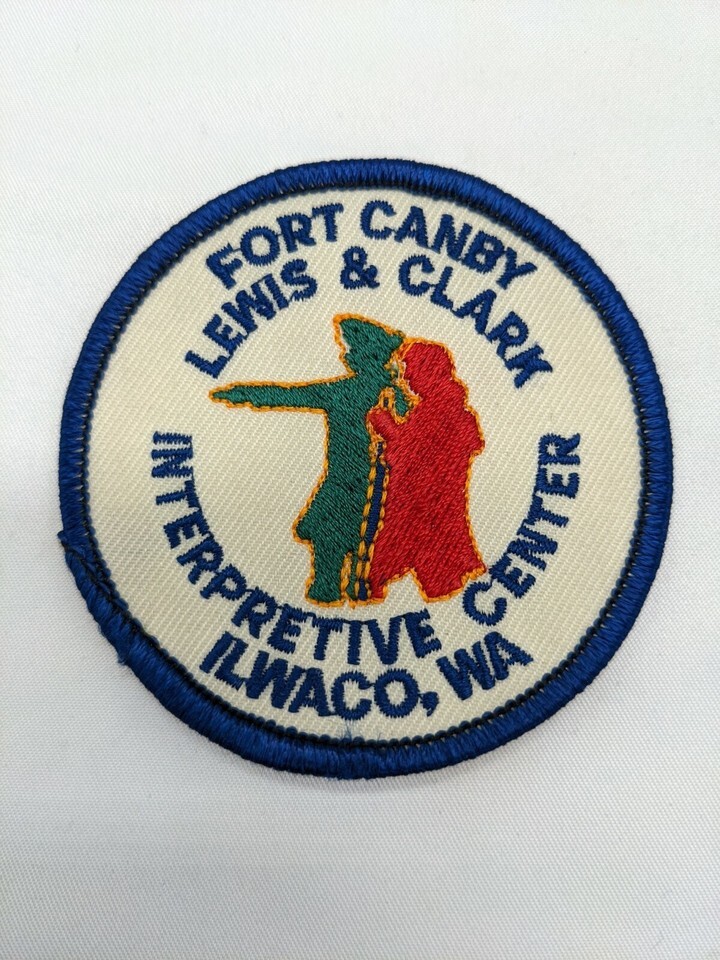 FORT CANBY
LEWIS & CLARK
INTERPRETIVE CENTER
ILWACO, WA